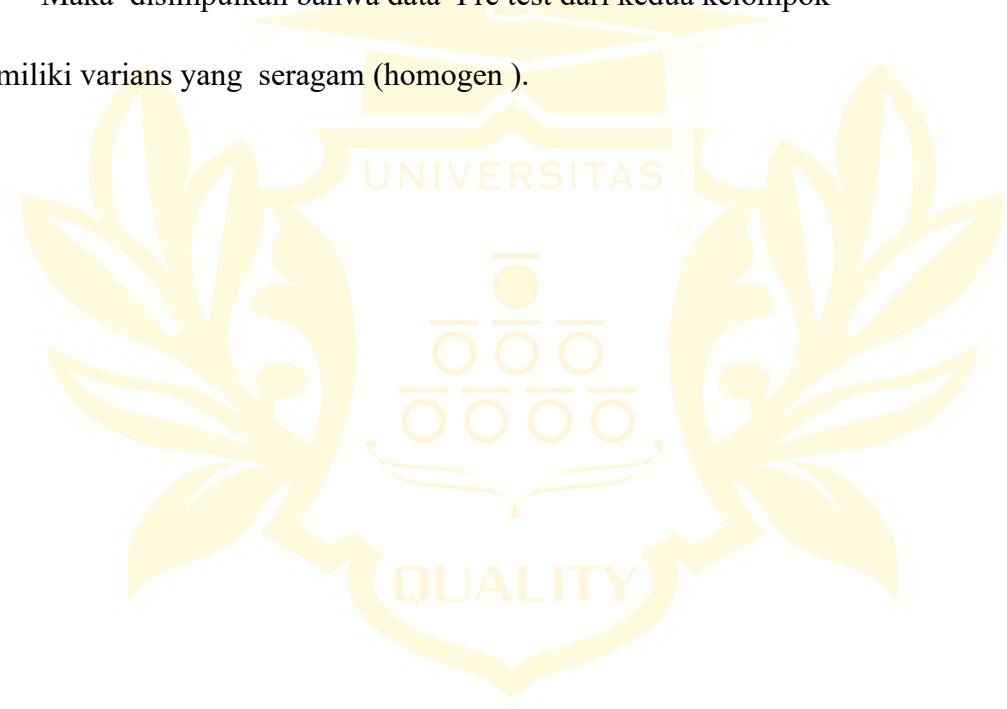 Maka disimpulkan bahwa data Pre test dari kedua kelompok
miliki varians yang seragam (homogen ).
UNIVERSITAS
QUALITY